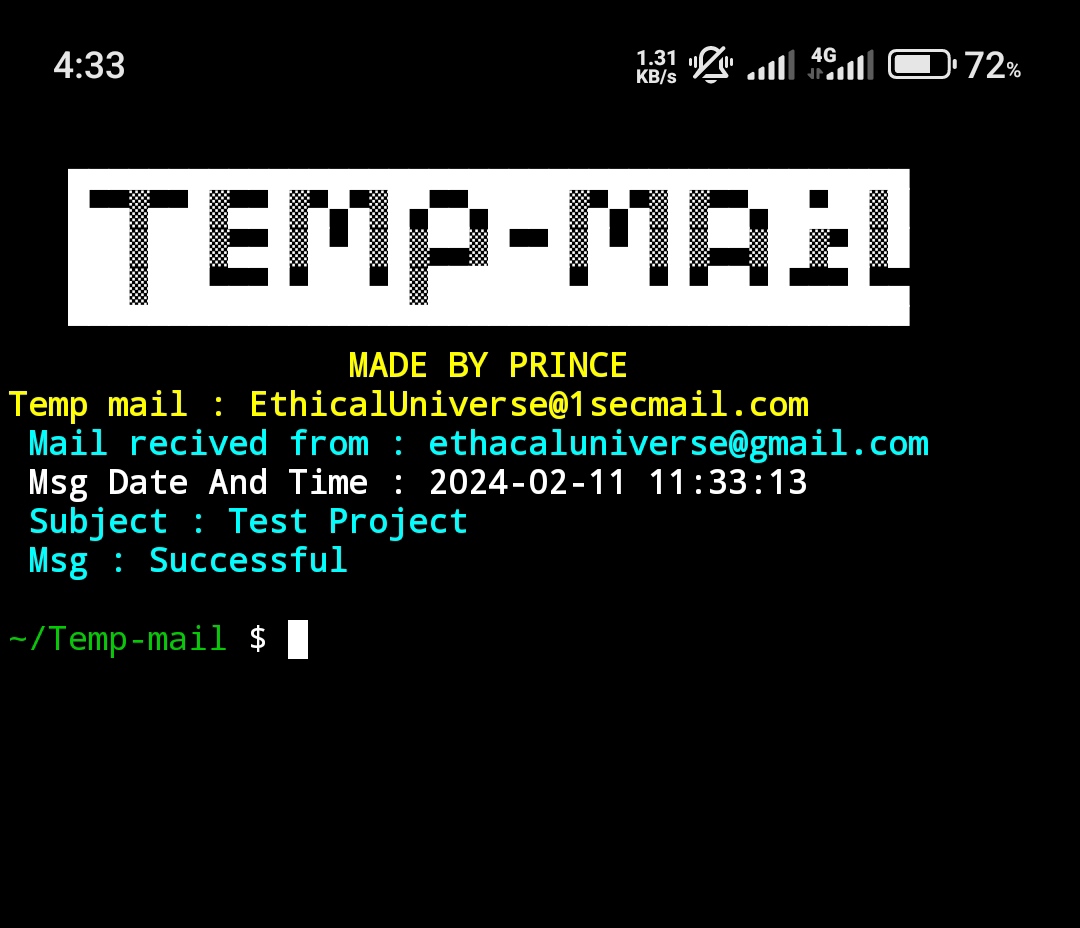 4:33 1.31 KB/s 4G 72%
TEMp-MAiL
MADE BY PRINCE
Temp mail : EthicalUniverse@1secmail.com
Mail recived from : ethacaluniverse@gmail.com
Msg Date And Time : 2024-02-11 11:33:13
Subject : Test Project
Msg : Successful
~/Temp-mail $